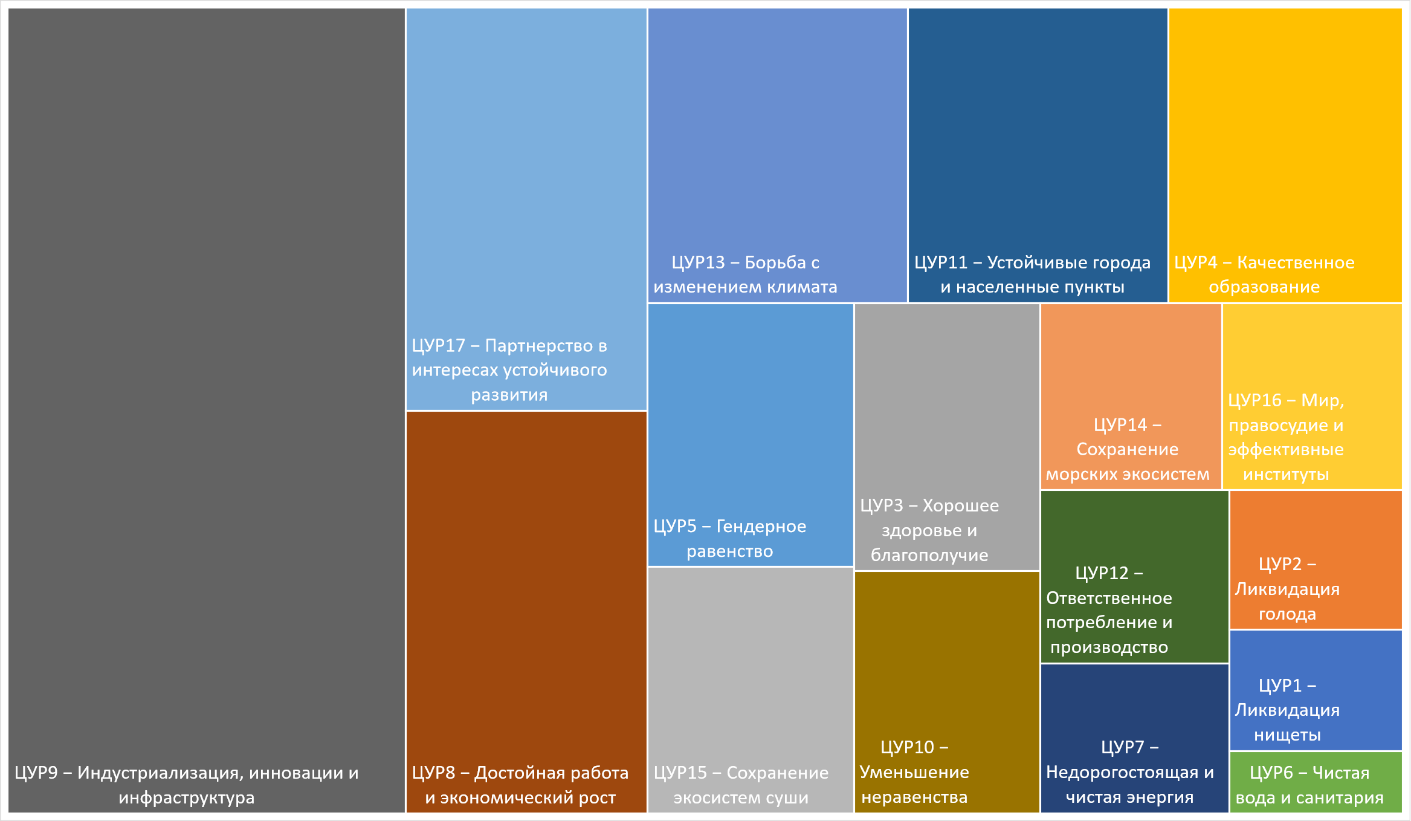 ЦУР9 – Индустриализация, инновации и
инфраструктура
ЦУР17 – Партнерство в
интересах устойчивого
развития
ЦУР8 – Достойная работа
и экономический рост
ЦУР13 – Борьба с
изменением климата
ЦУР11 – Устойчивые города
и населенные пункты
ЦУР4 – Качественное
образование
ЦУР5 – Гендерное
равенство
ЦУР15 – Сохранение
экосистем суши
ЦУР3 – Хорошее
здоровье и
благополучие
ЦУР10 –
Уменьшение
неравенства
ЦУР14 –
Сохранение
морских экосистем
ЦУР16 – Мир,
правосудие и
эффективные
институты
ЦУР12 –
Ответственное
потребление и
производство
ЦУР7 –
Недорогостоящая и
чистая энергия
ЦУР2 –
Ликвидация
голода
ЦУР1 –
Ликвидация
нищеты
ЦУР6 – Чистая
вода и санитария